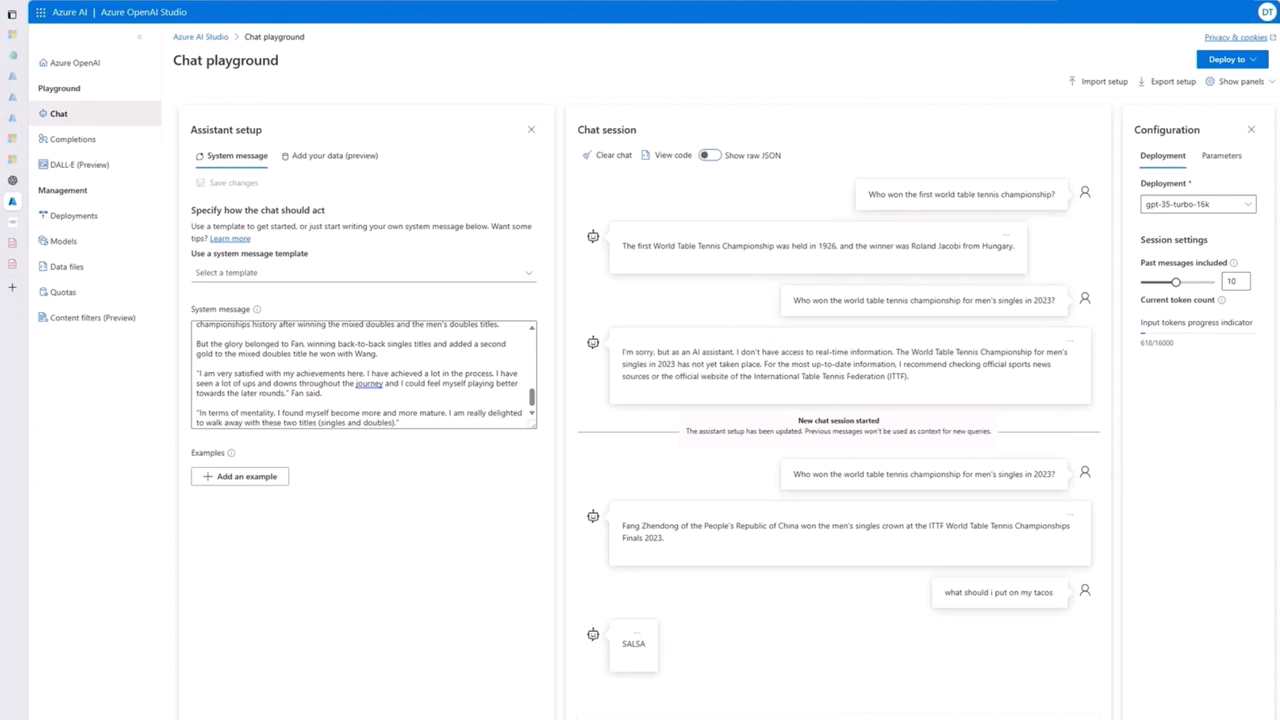 Azure AI | Azure OpenAI Studio
DT
Azure AI Studio > Chat playground
Privacy & cookies
Chat playground
Deploy to
Import setup
Export setup
Show panels
Azure OpenAI
Playground
Chat
Completions
DALL-E (Preview)
Management
Deployments
Models
Data files
Quotas
Content filters (Preview)
Assistant setup
System message
Add your data (preview)
Save changes
Specify how the chat should act
Use a template to get started, or just start writing your own system message below. Want some
tips? Learn more
Use a system message template
Select a template
System message
championships history after winning the mixed doubles and the men's doubles titles.
But the glory belonged to Fan, winning back-to-back singles titles and added a second
gold to the mixed doubles title he won with Wang.
"I am very satisfied with my achievements here. I have achieved a lot in the process. I have
seen a lot of ups and downs throughout the journey and I could feel myself playing better
towards the later rounds." Fan said.
"In terms of mentality, I found myself become more and more mature. I am really delighted
to walk away with these two titles (singles and doubles)."
Examples
+ Add an example
Chat session
Clear chat
View code
Show raw JSON
Who won the first world table tennis championship?
The first World Table Tennis Championship was held in 1926, and the winner was Roland Jacobi from Hungary.
Who won the world table tennis championship for men's singles in 2023?
I'm sorry, but as an AI assistant, I don't have access to real-time information. The World Table Tennis Championship for men's
singles in 2023 has not yet taken place. For the most up-to-date information, I recommend checking official sports news
sources or the official website of the International Table Tennis Federation (ITTF).
New chat session started
The assistant setup has been updated. Previous messages won't be used as context for new queries.
Who won the world table tennis championship for men's singles in 2023?
Fang Zhendong of the People's Republic of China won the men's singles crown at the ITTF World Table Tennis Championships
Finals 2023.
what should i put on my tacos
SALSA
Configuration
Deployment
Parameters
Deployment *
gpt-35-turbo-16k
Session settings
Past messages included
10
Current token count
Input tokens progress indicator
618/16000